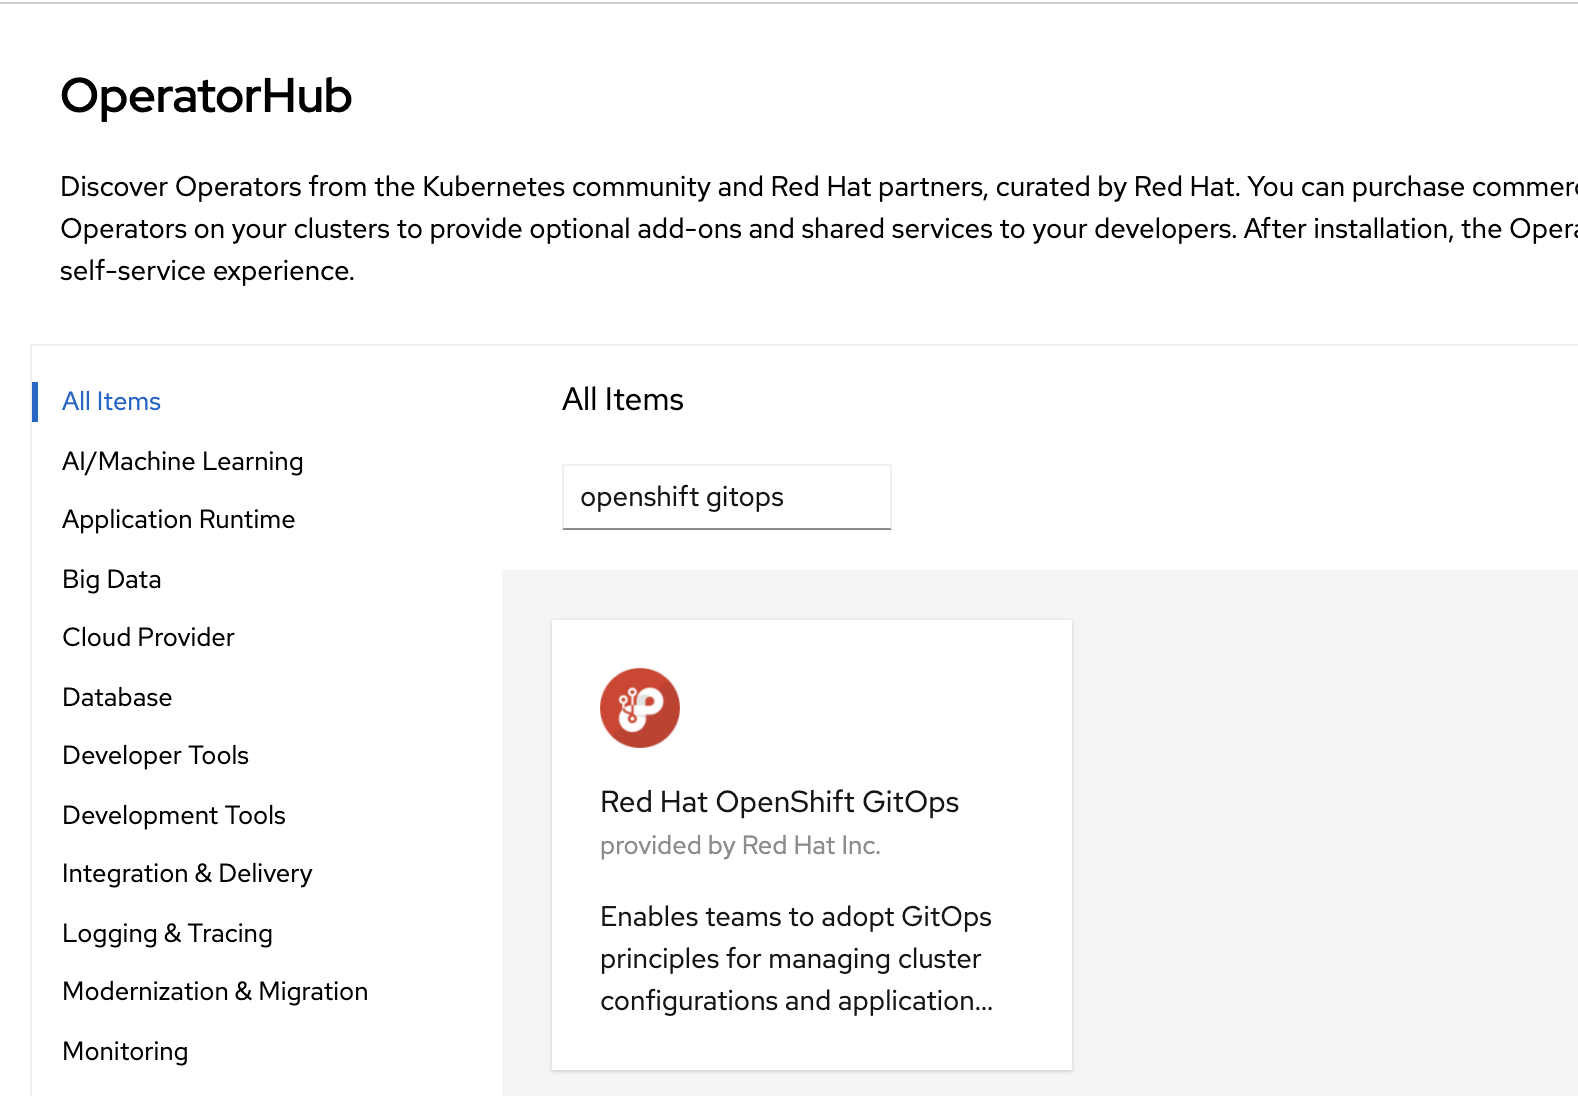 OperatorHub
Discover Operators from the Kubernetes community and Red Hat partners, curated by Red Hat. You can purchase
Operators on your clusters to provide optional add-ons and shared services to your developers. After installation, the
self-service experience.
All Items
AI/Machine Learning
Application Runtime
Big Data
Cloud Provider
Database
Developer Tools
Development Tools
Integration & Delivery
Logging & Tracing
Modernization & Migration
Monitoring
All Items
openshift gitops
Red Hat OpenShift GitOps
provided by Red Hat Inc.
Enables teams to adopt GitOps
principles for managing cluster
configurations and application...